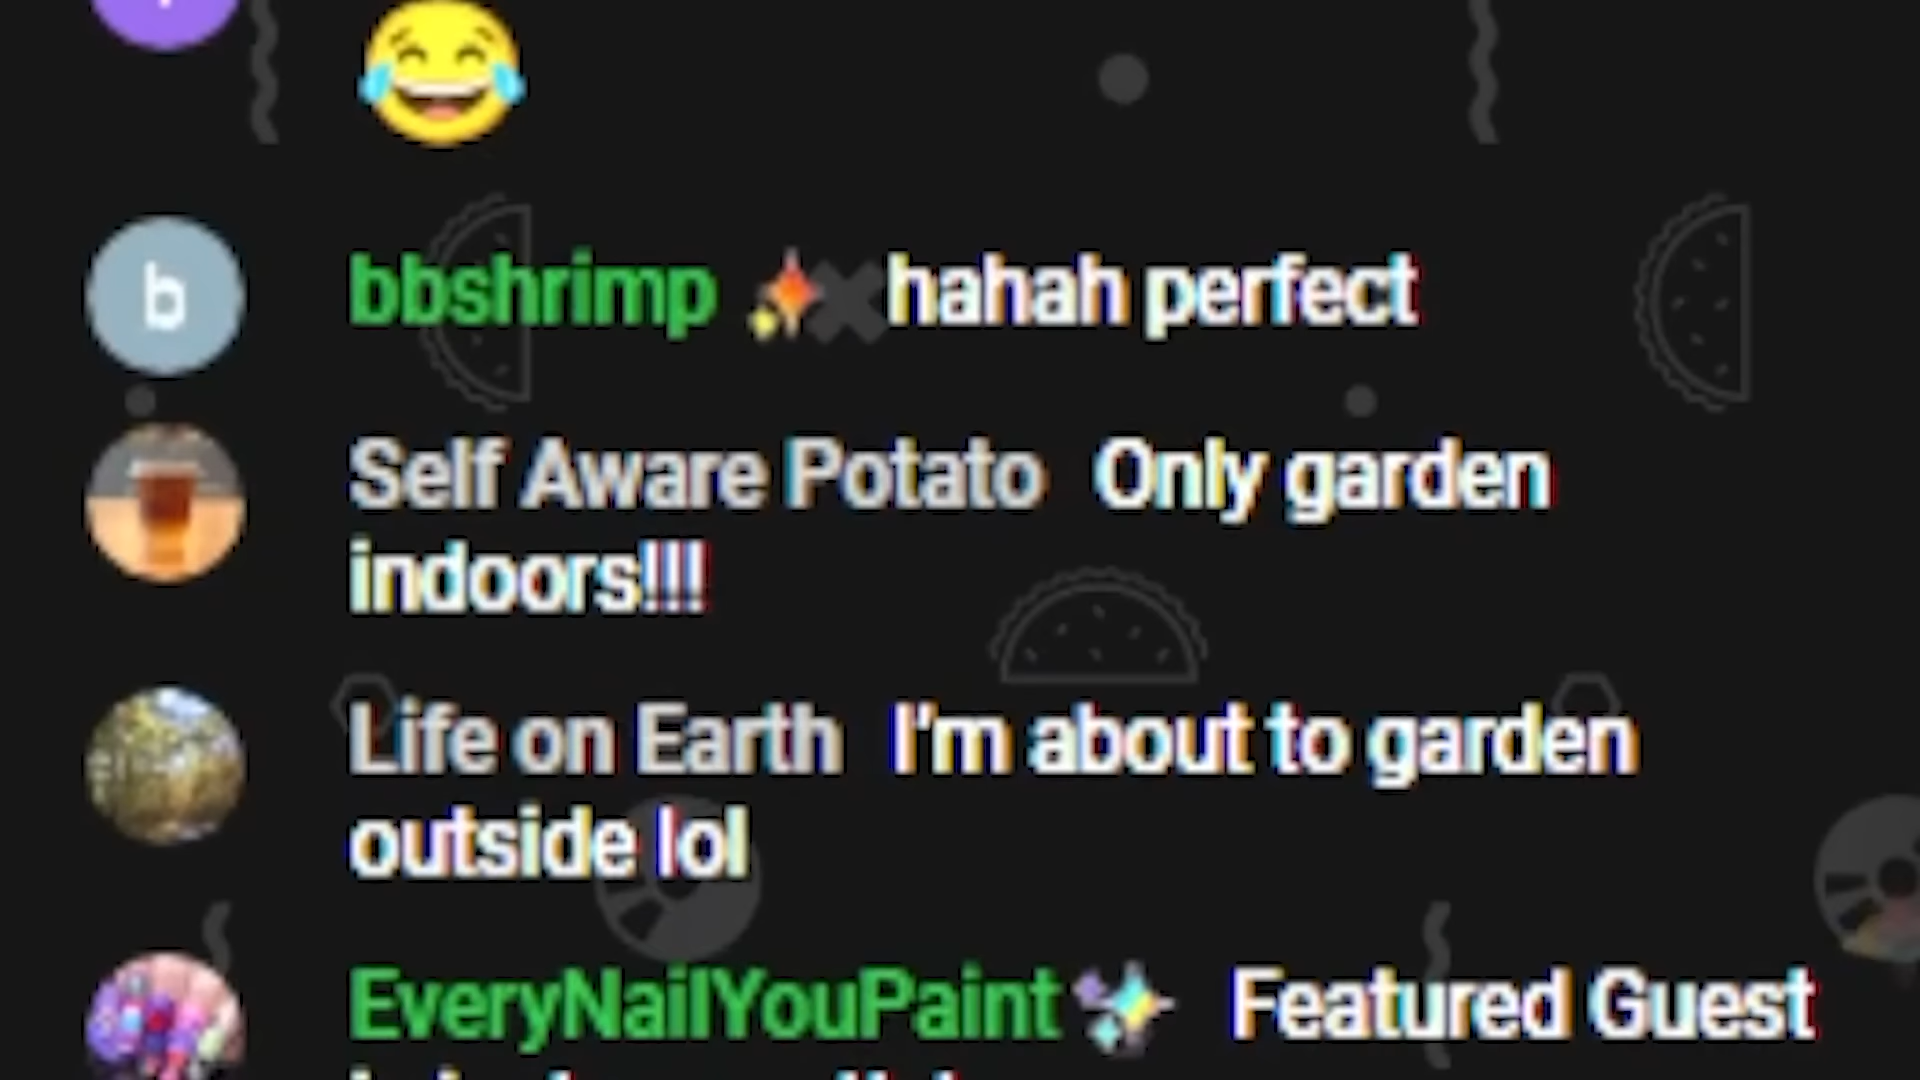 😂
b
bbshrimp hahah perfect
Self Aware Potato Only garden
indoors!!!
Life on Earth I'm about to garden
outside lol
EveryNailYouPaint Featured Guest